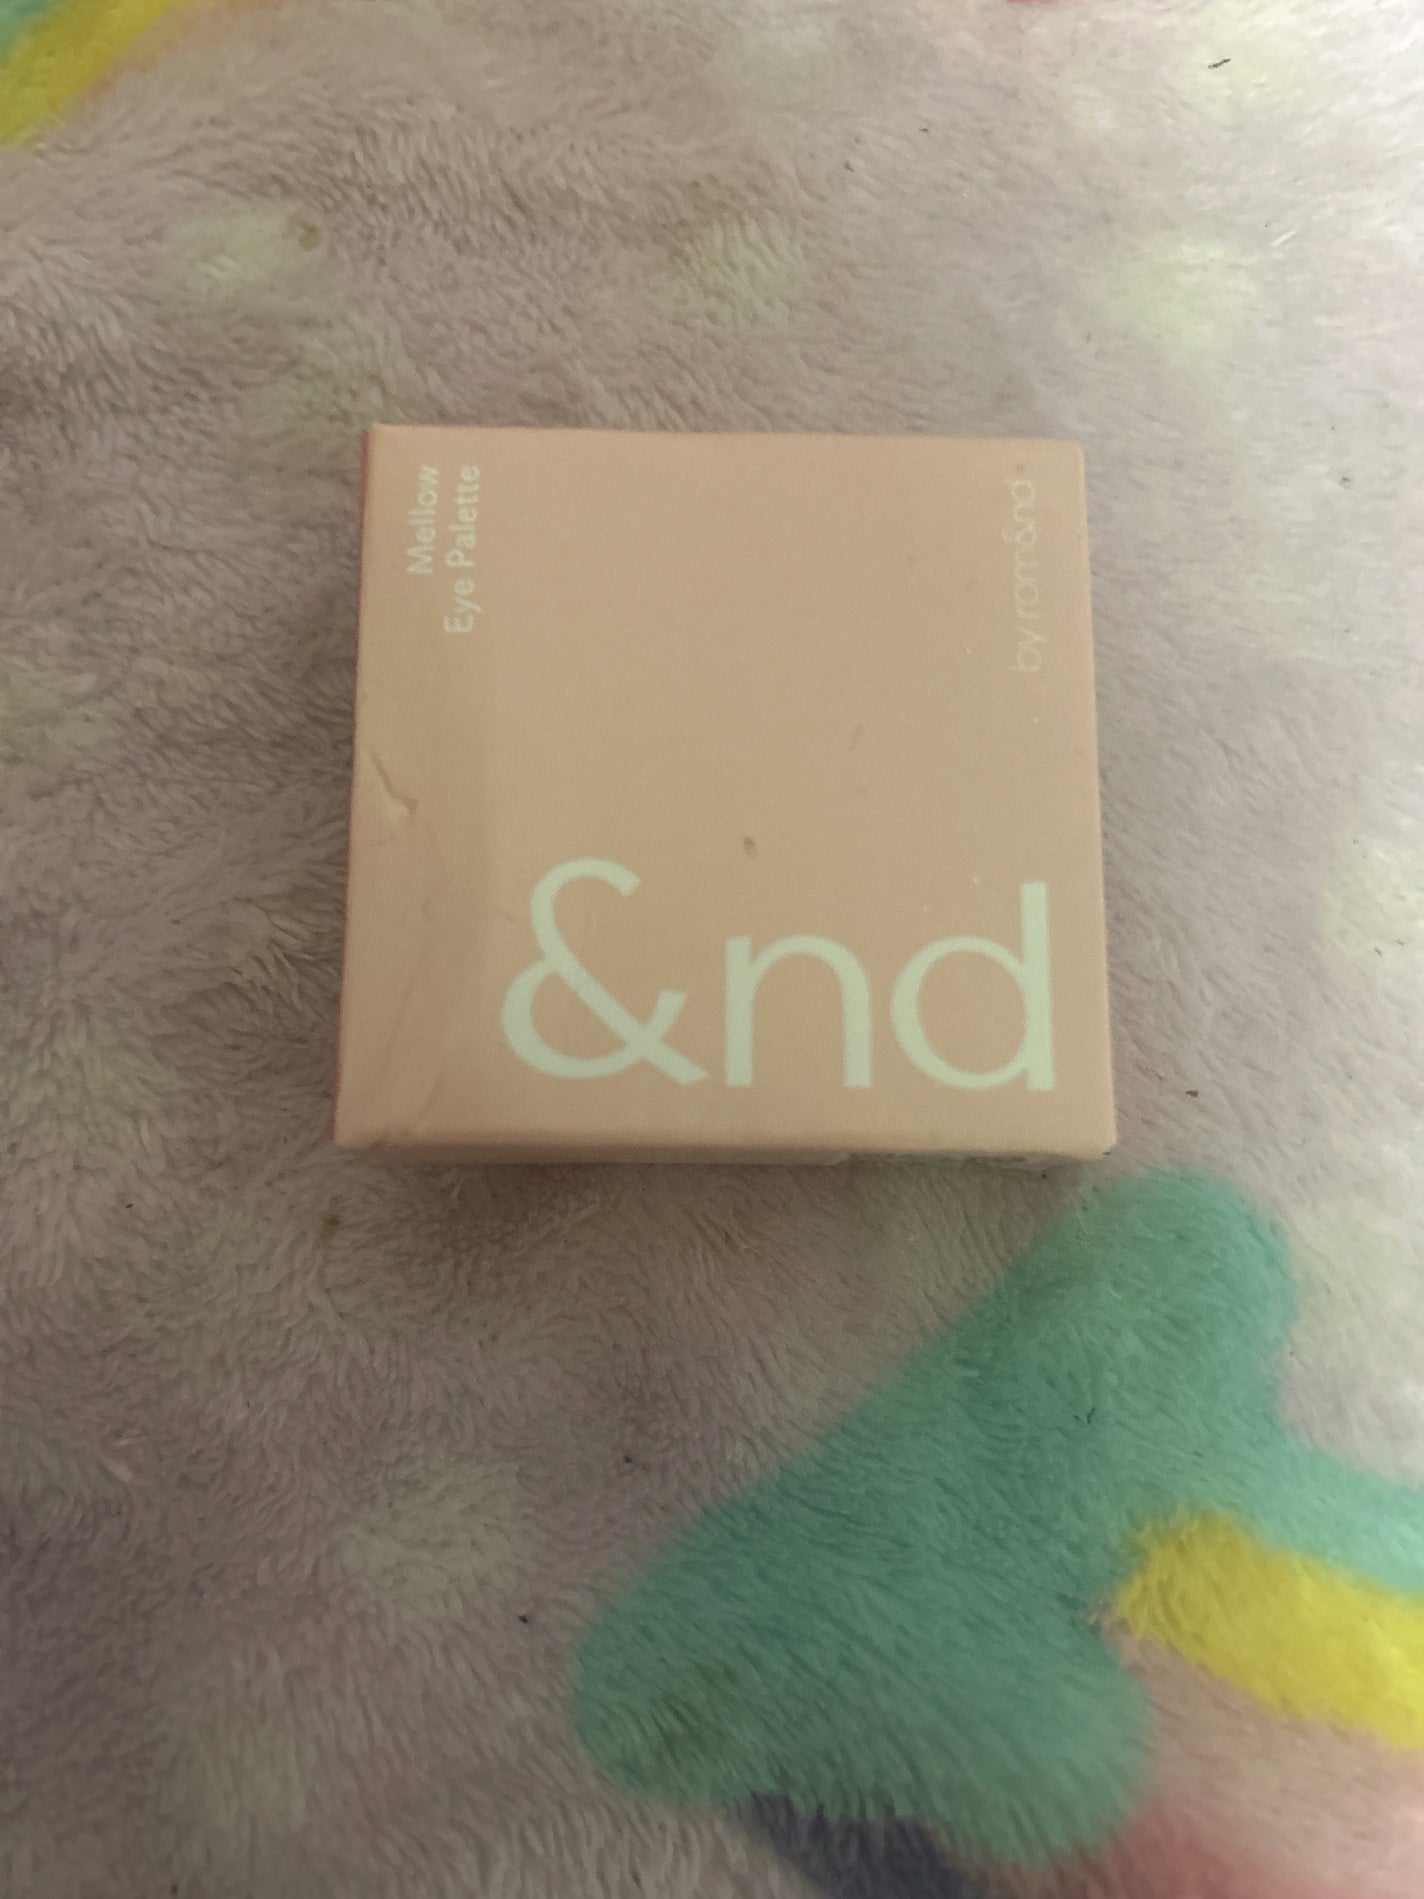 Mellow
Eye Palette
by rom&nd
&nd